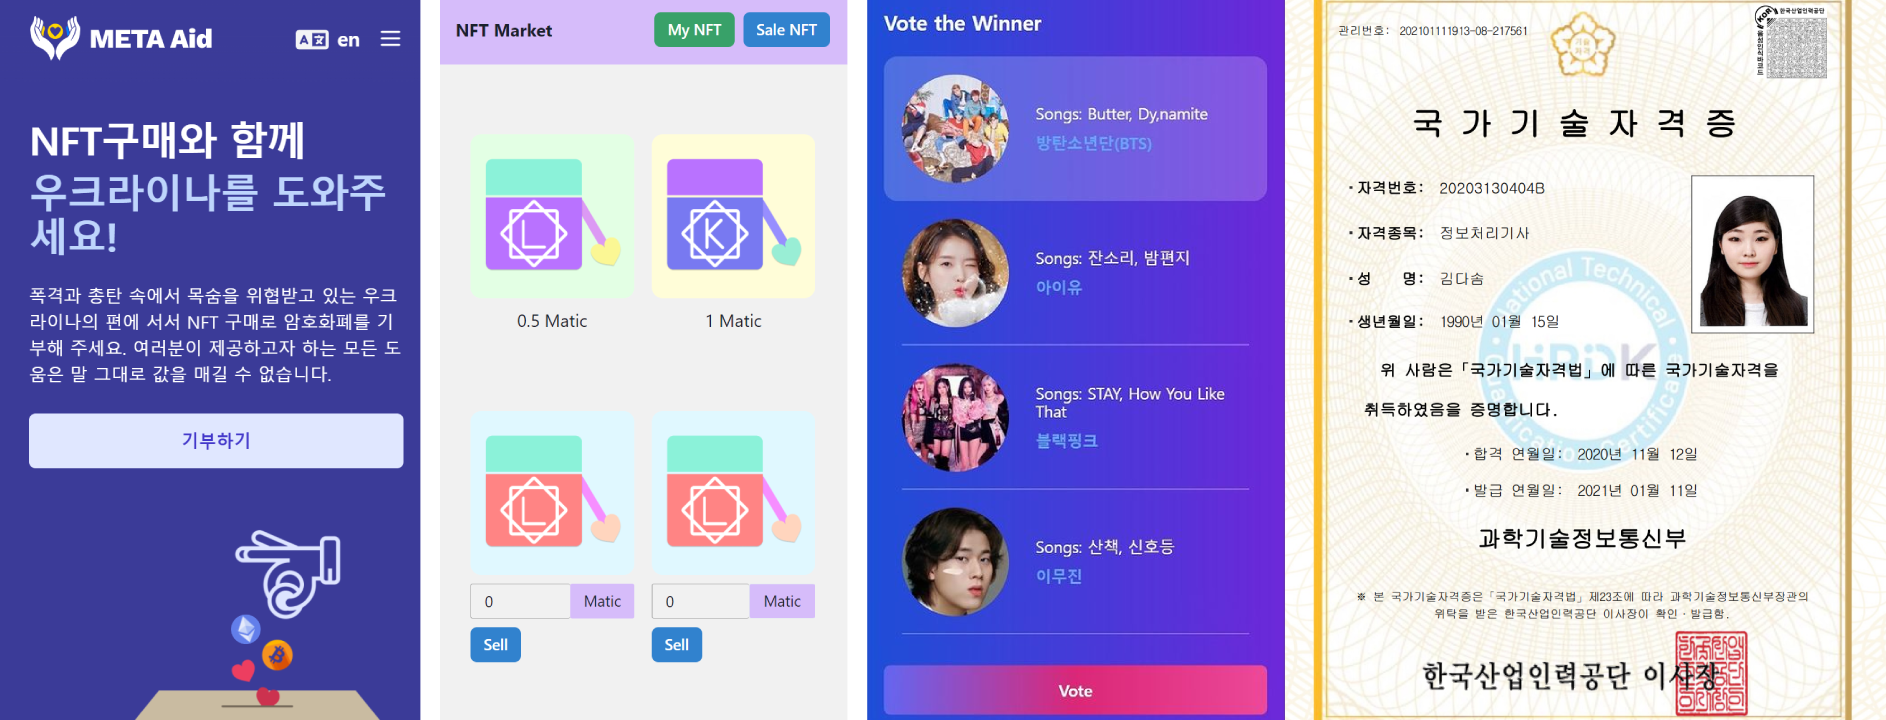 META Aid
en
NFT구매와 함께
우크라이나를 도와주
세요!
폭격과 총탄 속에서 목숨을 위협받고 있는 우크
라이나의 편에 서서 NFT 구매로 암호화폐를 기
부해 주세요. 여러분이 제공하고자 하는 모든 도
움은 말 그대로 값을 매길 수 없습니다.
기부하기
NFT Market
My NFT
Sale NFT
L
K
0.5 Matic
1 Matic
L
L
0 Matic
0 Matic
Sell
Sell
Vote the Winner
Songs: Butter, Dy,namite
방탄소년단(BTS)
Songs: 잔소리, 밤편지
아이유
Songs: STAY, How You Like
That
블랙핑크
Songs: 산책, 신호등
이무진
Vote
관리번호: 202101111913-08-217561
한국산업인력공단
국가기술자격증
자격번호: 20203130404B
자격종목: 정보처리기사
성 명: 김다솜
생년월일: 1990년 01월 15일
위 사람은「국가기술자격법」에 따른 국가기술자격을
취득하였음을 증명합니다.
합격 연월일: 2020년 11월 12일
발급 연월일: 2021년 01월 11일
과학기술정보통신부
※ 본 국가기술자격증은「국가기술자격법」제23조에 따라 과학기술정보통신부장관의
위탁을 받은 한국산업인력공단 이사장이 확인·발급함.
한국산업인력공단 이사장